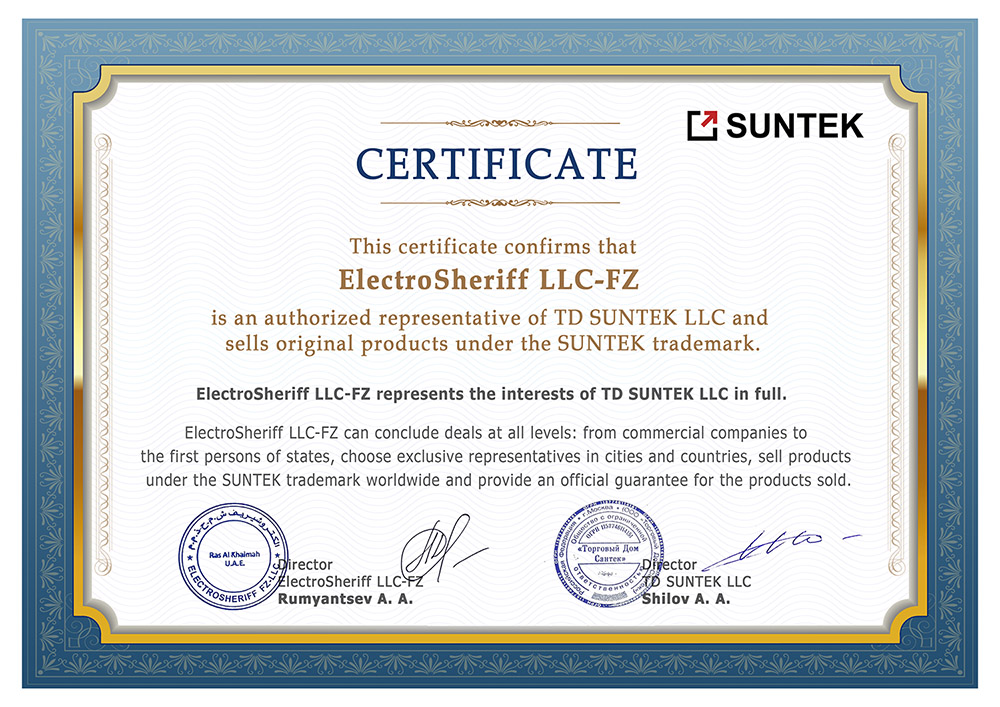 SUNTEK
CERTIFICATE
This certificate confirms that
ElectroSheriff LLC-FZ
is an authorized representative of TD SUNTEK LLC and
sells original products under the SUNTEK trademark.
ElectroSheriff LLC-FZ represents the interests of TD SUNTEK LLC in full.
ElectroSheriff LLC-FZ can conclude deals at all levels: from commercial companies to
the first persons of states, choose exclusive representatives in cities and countries, sell products
under the SUNTEK trademark worldwide and provide an official guarantee for the products sold.
Ras Al Khaimah
U.A.E.
ELECTROSHERIFF FZ-LLC
Director
ElectroSheriff LLC-FZ
Rumyantsev A. A.
Общество с ограниченной
«Торговый Дом
Сантек»
ответственностью
Director
TD SUNTEK LLC
Shilov A. A.